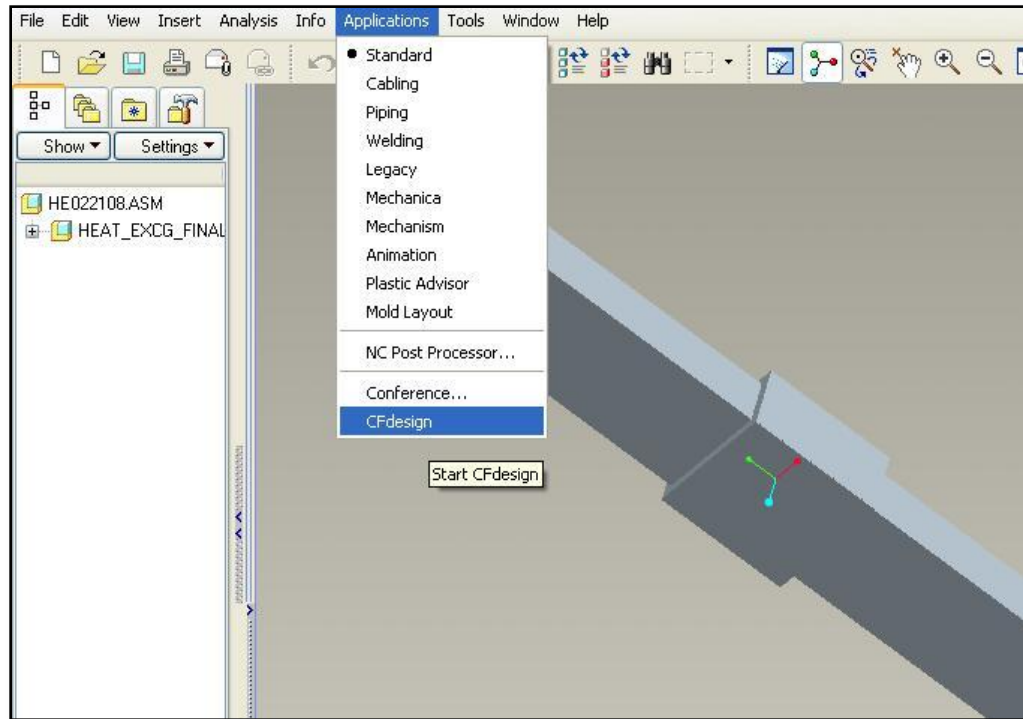 File Edit View Insert Analysis Info Applications Tools Window Help
Standard
Cabling
Piping
Welding
Legacy
Mechanica
Mechanism
Animation
Plastic Advisor
Mold Layout
NC Post Processor...
Conference...
CFdesign
Start CFdesign
Show Settings
HE022108.ASM
HEAT_EXCG_FINAL